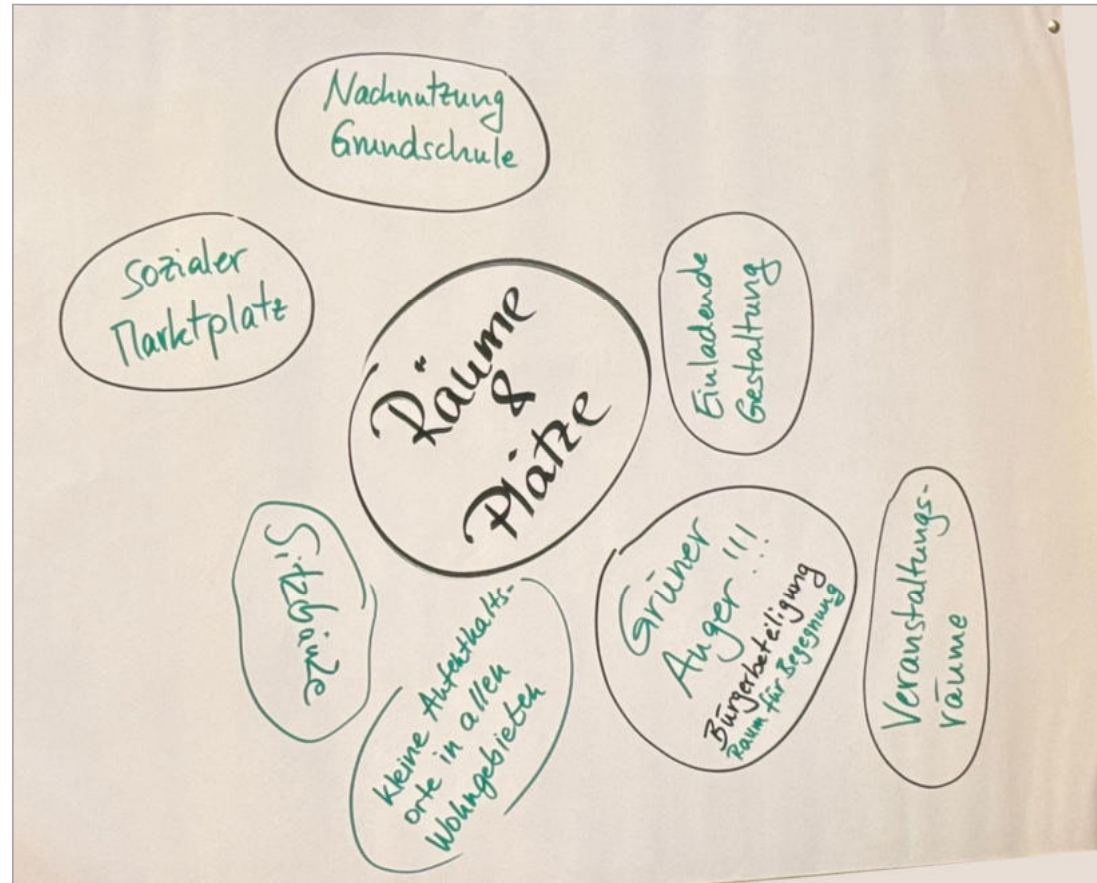 Nachnutzung
Grundschule
Sozialer
Marktplatz
Räume
&
Plätze
Einladende
Gestaltung
Grüner
Anger!!!
Bürgerbeteiligung
Raum für Begegnung
Veranstaltungs-
räume
Sitzbänke
kleine Aufenthalts-
orte in allen
Wohngebieten